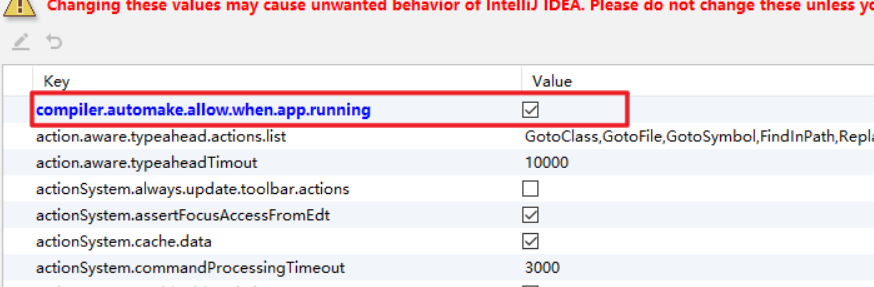 Changing these values may cause unwanted behavior of IntelliJ IDEA. Please do not change these unless
Key Value
compiler.automake.allow.when.app.running
action.aware.typeahead.actions.list GotoClass,GotoFile,GotoSymbol,FindInPath,
action.aware.typeaheadTimout 10000
actionSystem.always.update.toolbar.actions
actionSystem.assertFocusAccessFromEdt
actionSystem.cache.data
actionSystem.commandProcessingTimeout 3000